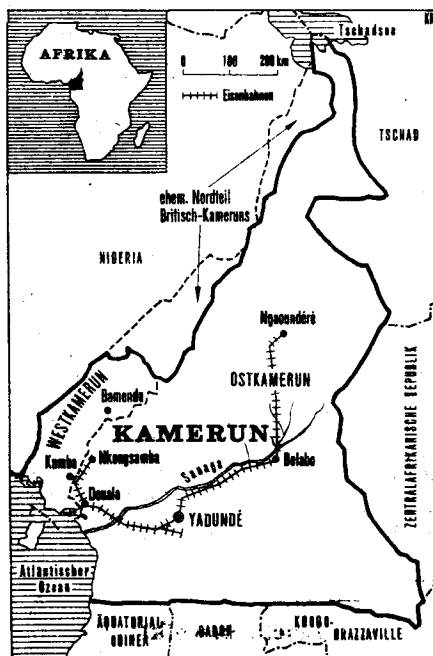 AFRIKA
Tschadsee
0 100 200 km
Eisenbahnen
TSCHAD
ehem. Nordteil
Britisch-Kameruns
NIGERIA
Ngaoundéré
WESTKAMERUN
OSTKAMERUN
Bamenda
KAMERUN
ZENTRALAFRIKANISCHE REPUBLIK
Kumba
Nkongsamba
Sanaga
Belabo
Douala
YAOUNDÉ
Atlantischer
Ozean
ÄQUATORIAL-
GUINEA
GABUN
KONGO-
BRAZZAVILLE